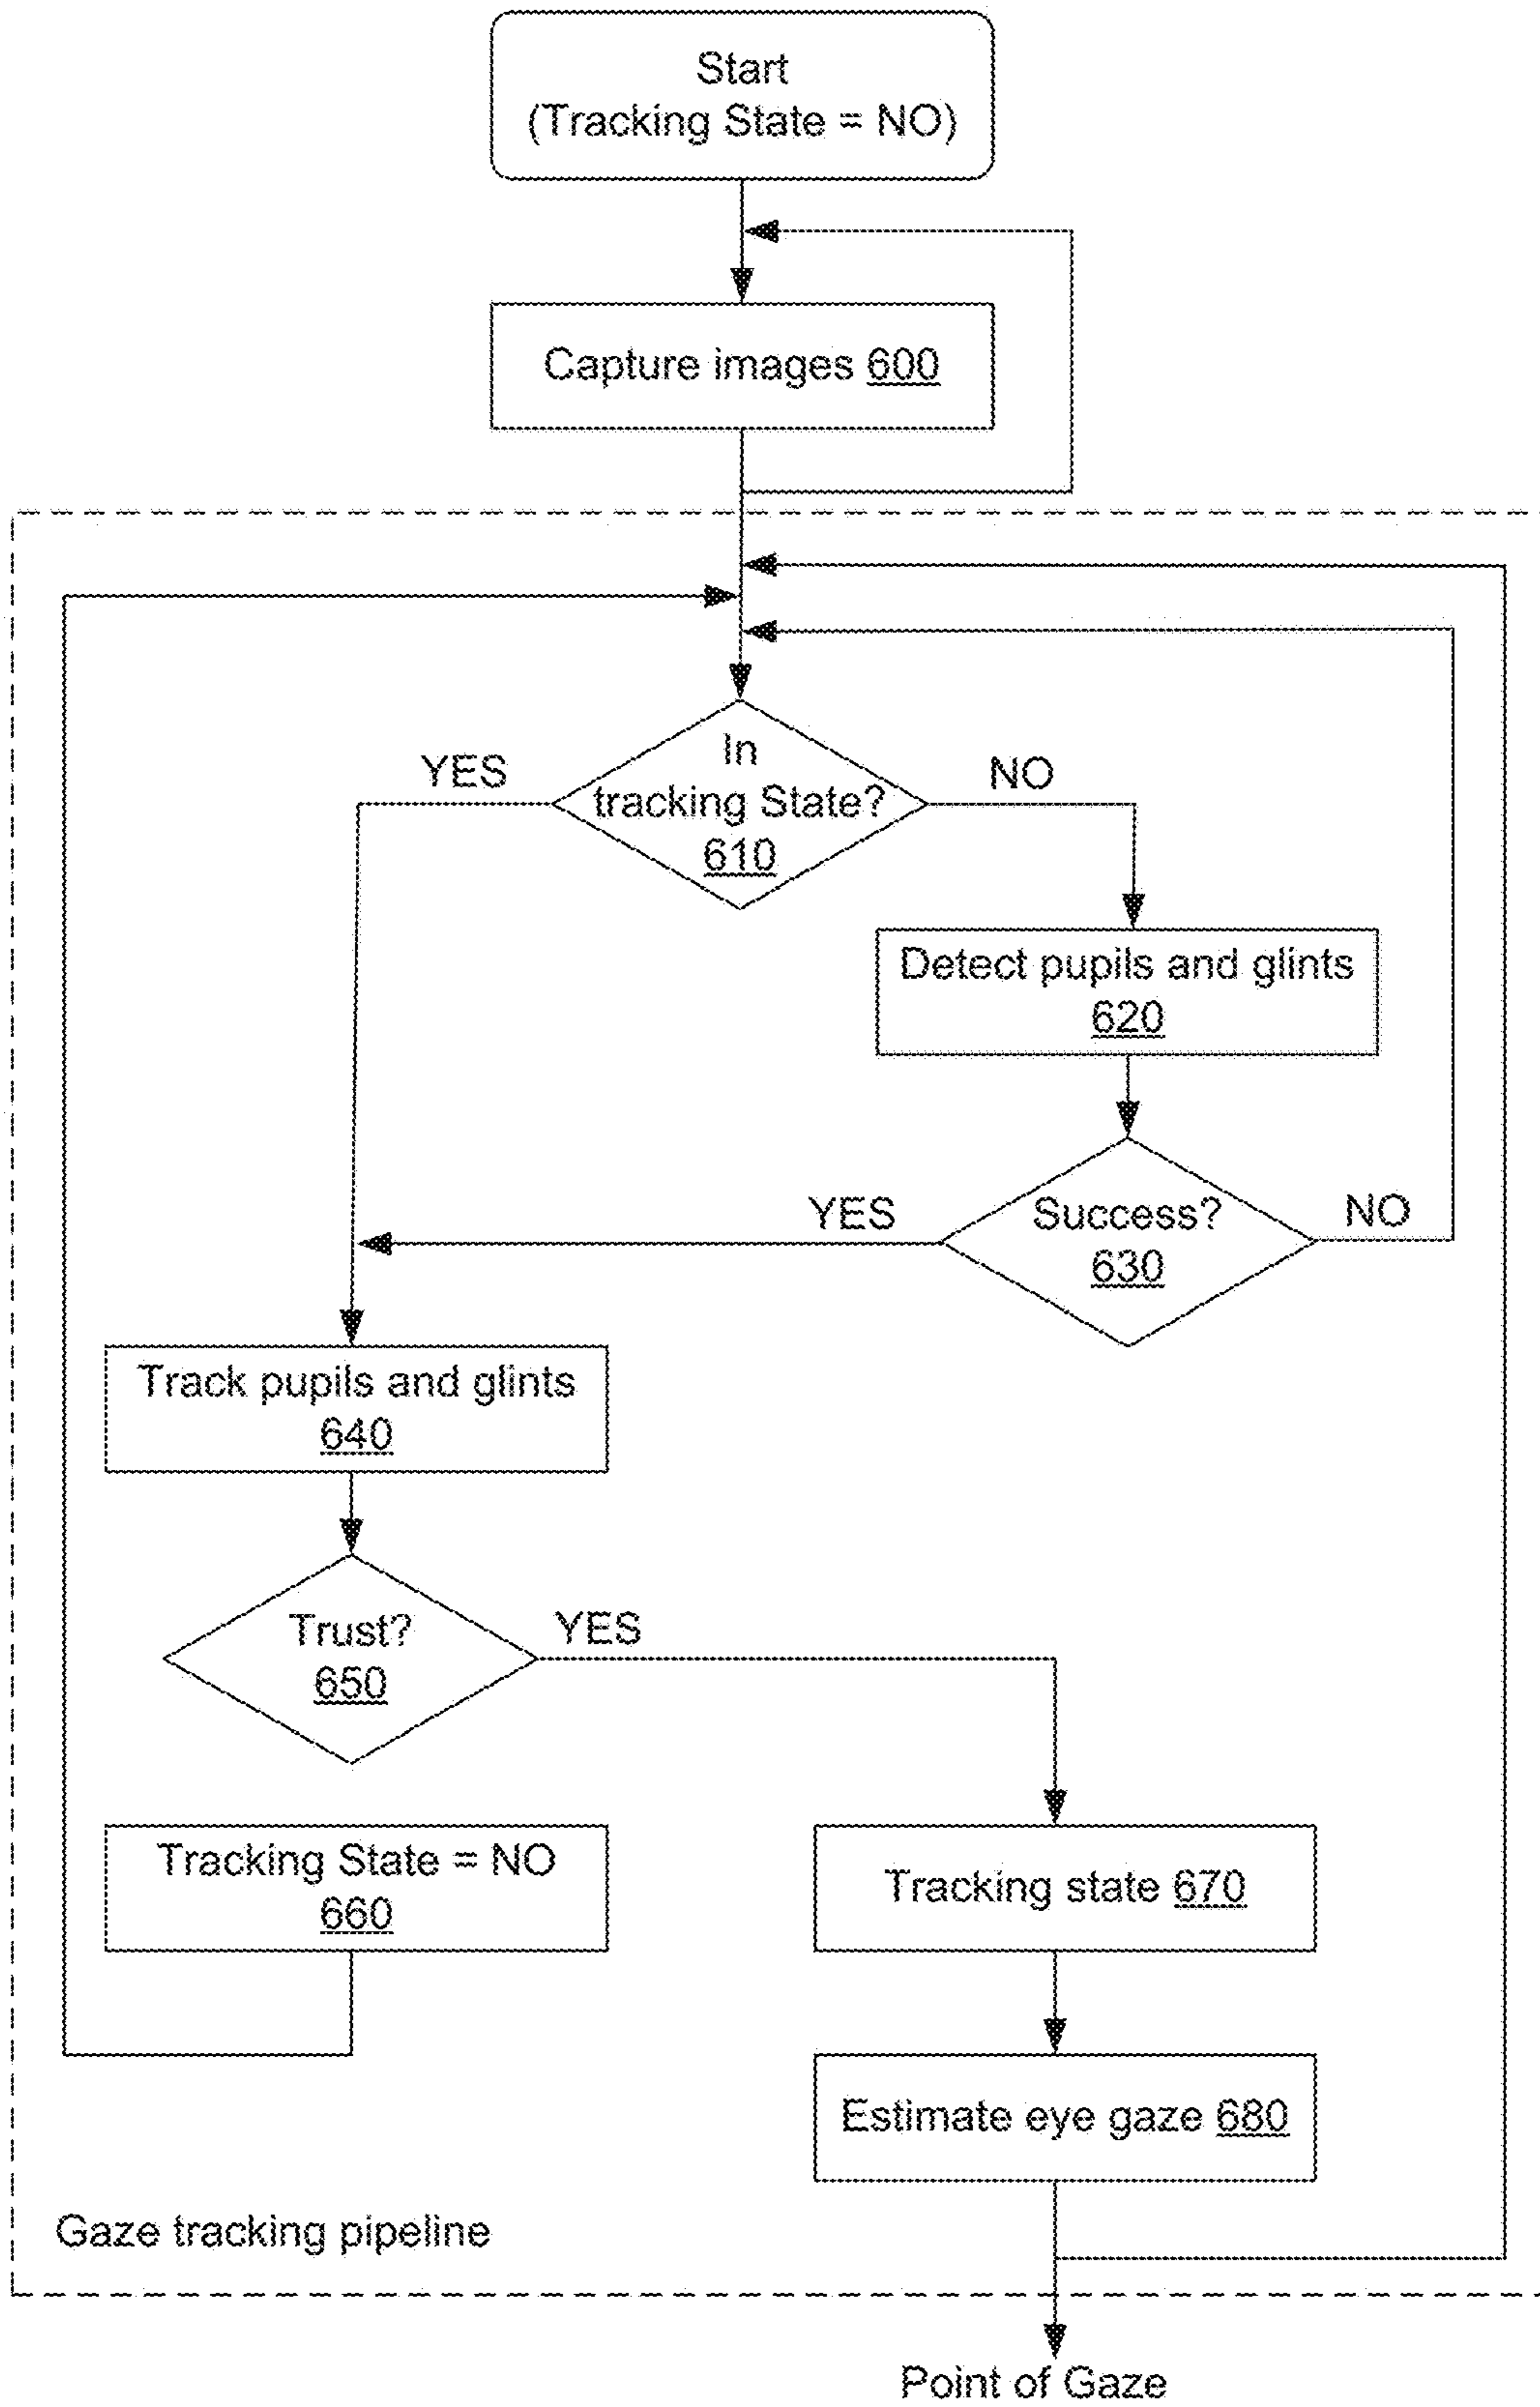 Start
(Tracking State = NO)
Capture images 600
In
tracking State?
610
YES
NO
Detect pupils and glints
620
Success?
630
YES
NO
Track pupils and glints
640
Trust?
650
YES
Tracking State = NO
660
Tracking state 670
Estimate eye gaze 680
Gaze tracking pipeline
Point of Gaze